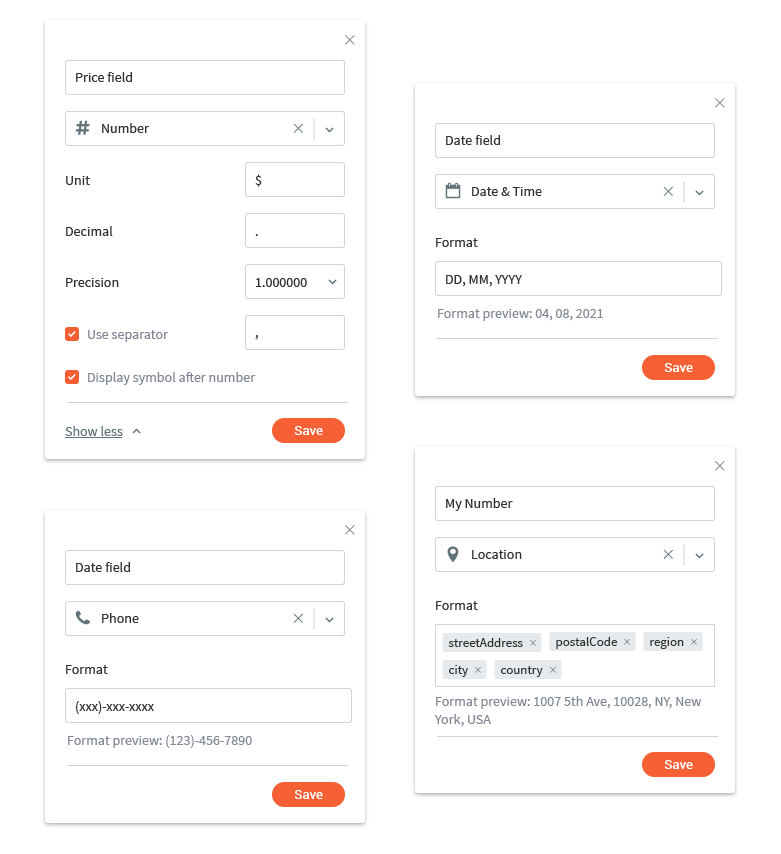 Price field
Number
Unit
$
Decimal
.
Precision
1.000000
Use separator
,
Display symbol after number
Show less
Save
Date field
Date & Time
Format
DD, MM, YYYY
Format preview: 04, 08, 2021
Save
Date field
Phone
Format
(xxx)-xxx-xxxx
Format preview: (123)-456-7890
Save
My Number
Location
Format
streetAddress postalCode region
city country
Format preview: 1007 5th Ave, 10028, NY, New
York, USA
Save